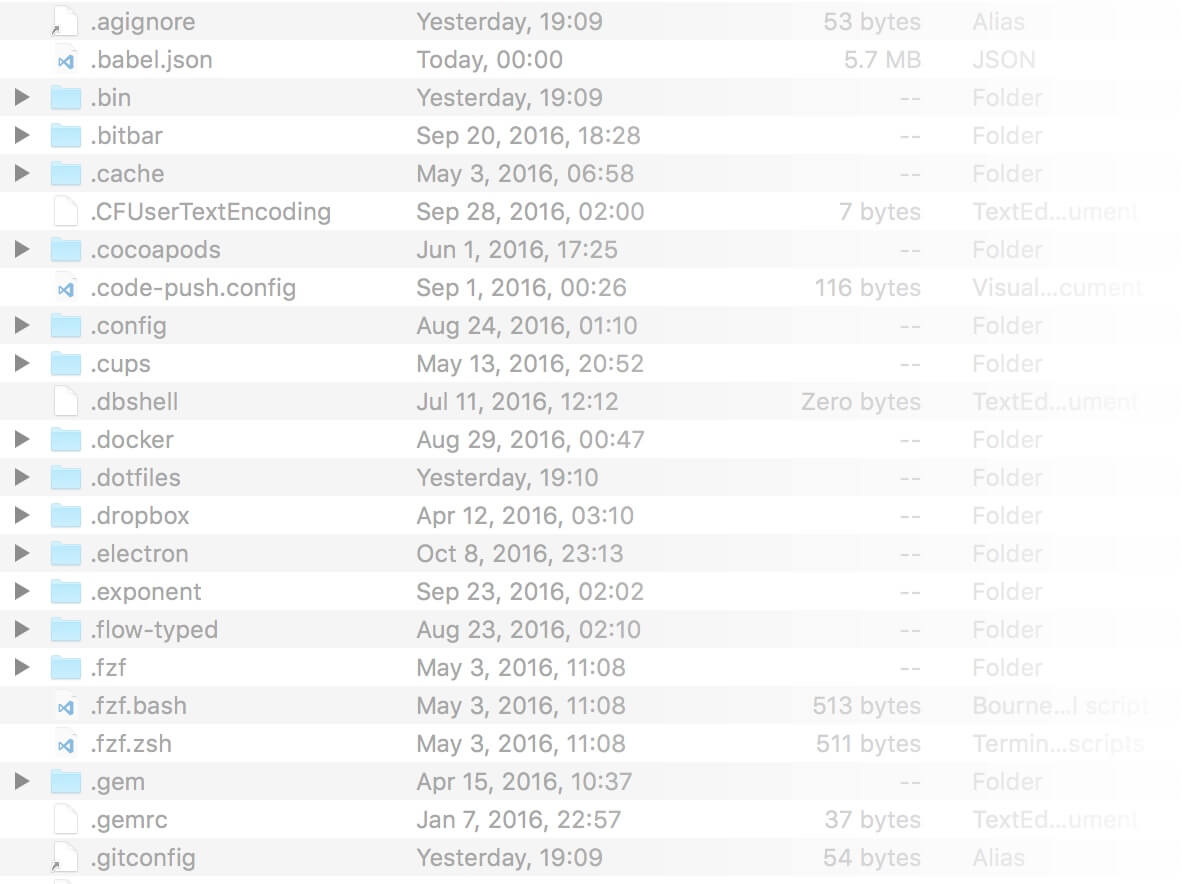 .agignore Yesterday, 19:09 53 bytes Alias
.babel.json Today, 00:00 5.7 MB JSON
.bin Yesterday, 19:09 -- Folder
.bitbar Sep 20, 2016, 18:28 -- Folder
.cache May 3, 2016, 06:58 -- Folder
.CFUserTextEncoding Sep 28, 2016, 02:00 7 bytes TextEd...ument
.cocoapods Jun 1, 2016, 17:25 -- Folder
.code-push.config Sep 1, 2016, 00:26 116 bytes Visual...cument
.config Aug 24, 2016, 01:10 -- Folder
.cups May 13, 2016, 20:52 -- Folder
.dbshell Jul 11, 2016, 12:12 Zero bytes TextEd...ument
.docker Aug 29, 2016, 00:47 -- Folder
.dotfiles Yesterday, 19:10 -- Folder
.dropbox Apr 12, 2016, 03:10 -- Folder
.electron Oct 8, 2016, 23:13 -- Folder
.exponent Sep 23, 2016, 02:02 -- Folder
.flow-typed Aug 23, 2016, 02:10 -- Folder
.fzf May 3, 2016, 11:08 -- Folder
.fzf.bash May 3, 2016, 11:08 513 bytes Bourne...l script
.fzf.zsh May 3, 2016, 11:08 511 bytes Termin...scripts
.gem Apr 15, 2016, 10:37 -- Folder
.gemrc Jan 7, 2016, 22:57 37 bytes TextEd...ument
.gitconfig Yesterday, 19:09 54 bytes Alias